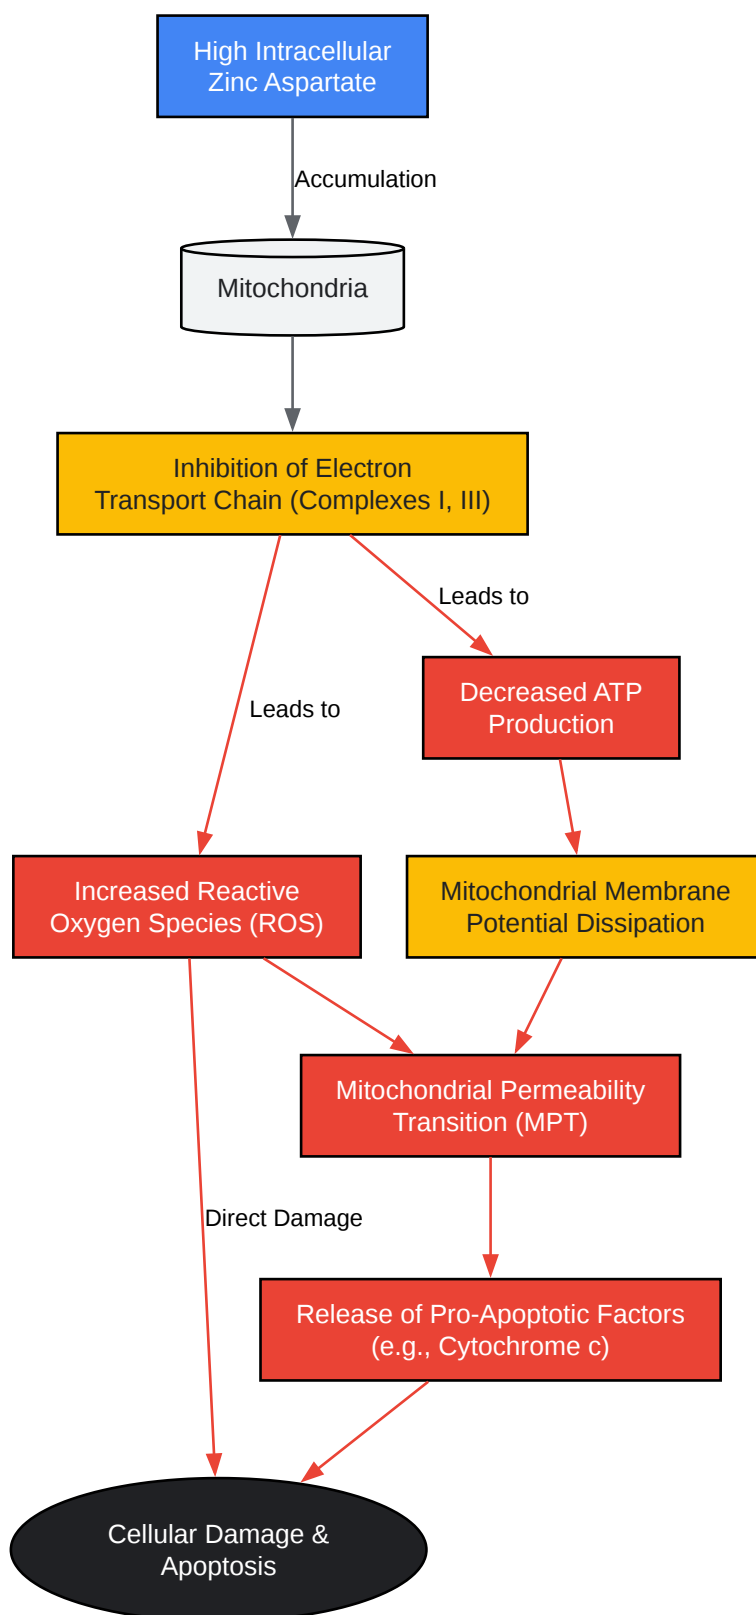 High Intracellular
Zinc Aspartate
Accumulation
Mitochondria
Inhibition of Electron
Transport Chain (Complexes I, III)
Leads to
Decreased ATP
Production
Leads to
Increased Reactive
Oxygen Species (ROS)
Mitochondrial Membrane
Potential Dissipation
Mitochondrial Permeability
Transition (MPT)
Direct Damage
Release of Pro-Apoptotic Factors
(e.g., Cytochrome c)
Cellular Damage &
Apoptosis